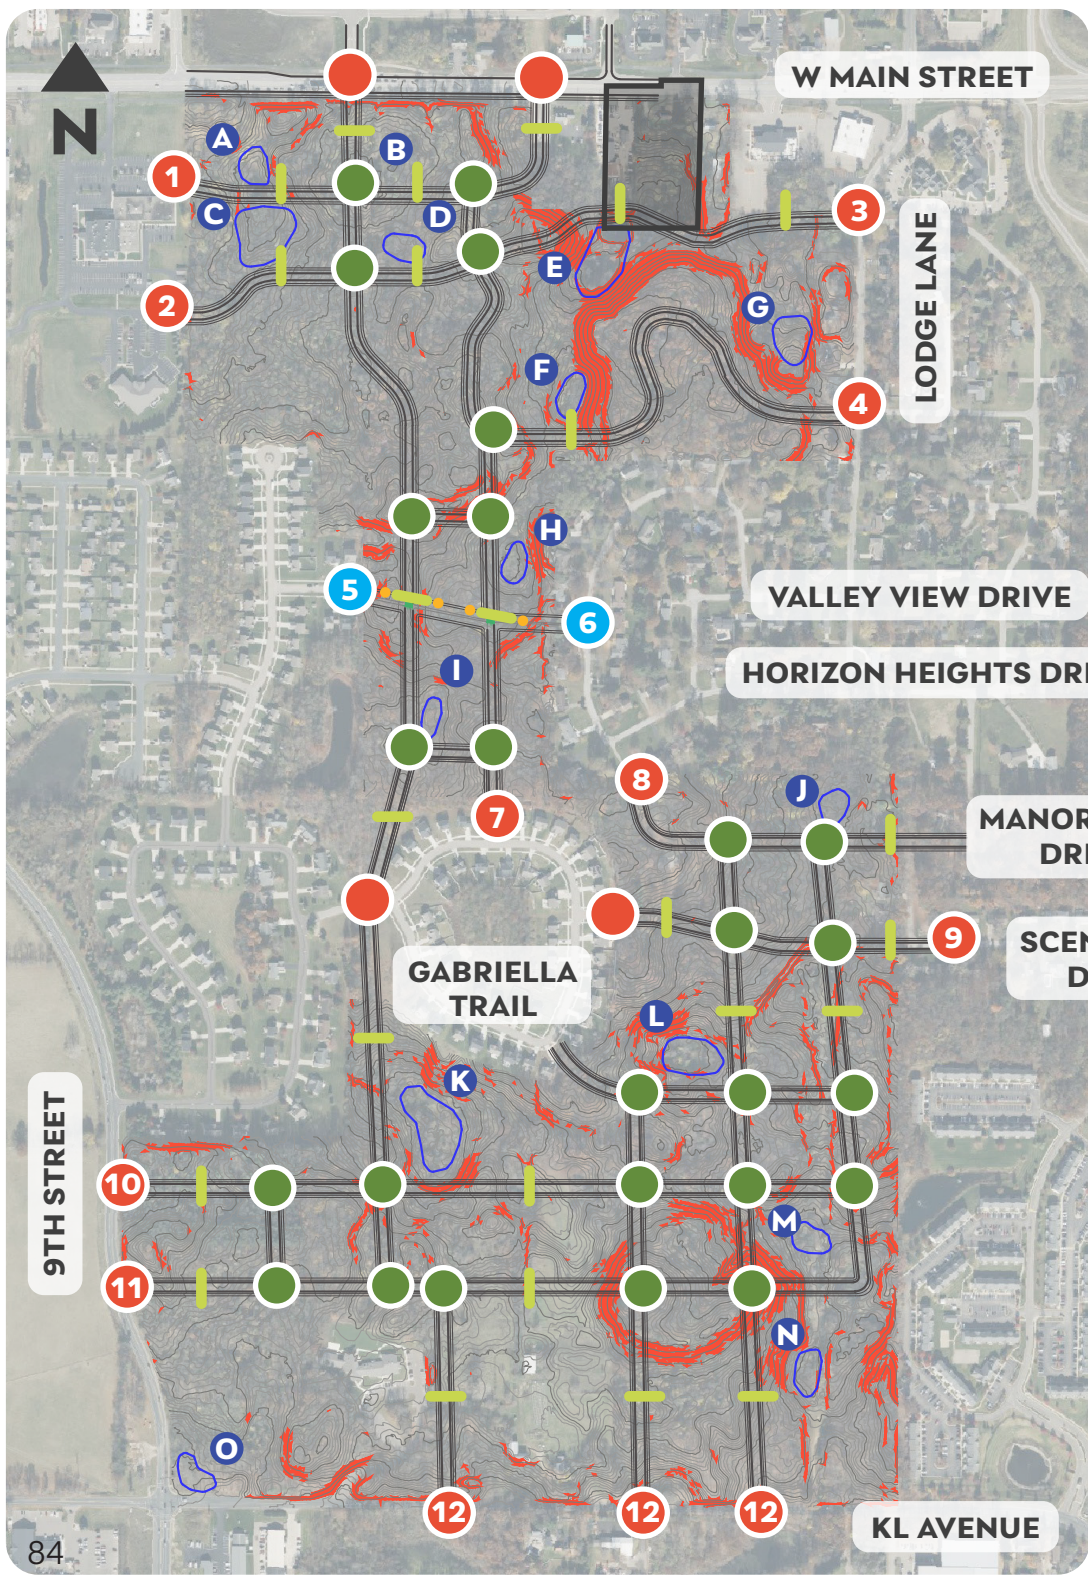 W MAIN STREET
N
A
B
1
C
D
3
E
2
G
LODGE LANE
F
4
H
5
VALLEY VIEW DRIVE
6
I
HORIZON HEIGHTS DRI
8
J
7
MANOR
DRI
9
SCEN
D
GABRIELLA
TRAIL
L
K
9TH STREET
10
M
11
N
O
12
12
12
KL AVENUE
84